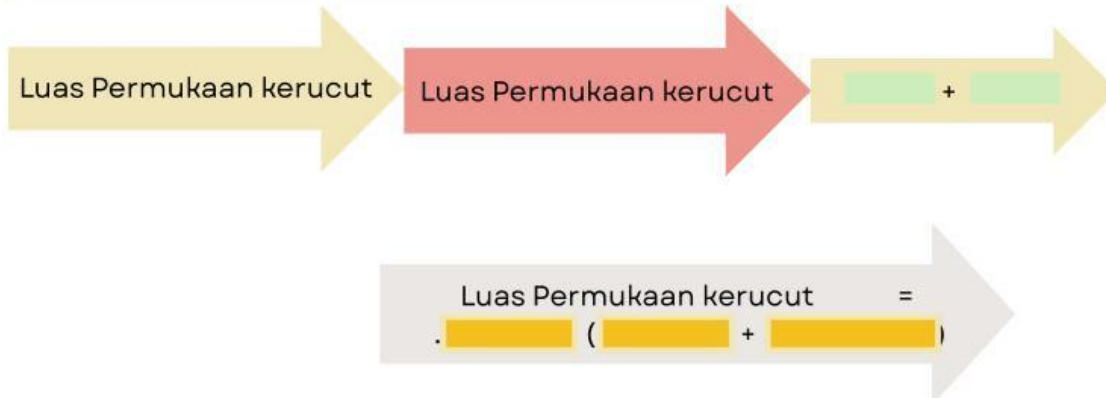 Luas Permukaan kerucut
Luas Permukaan kerucut
+
Luas Permukaan kerucut =
. ( + )